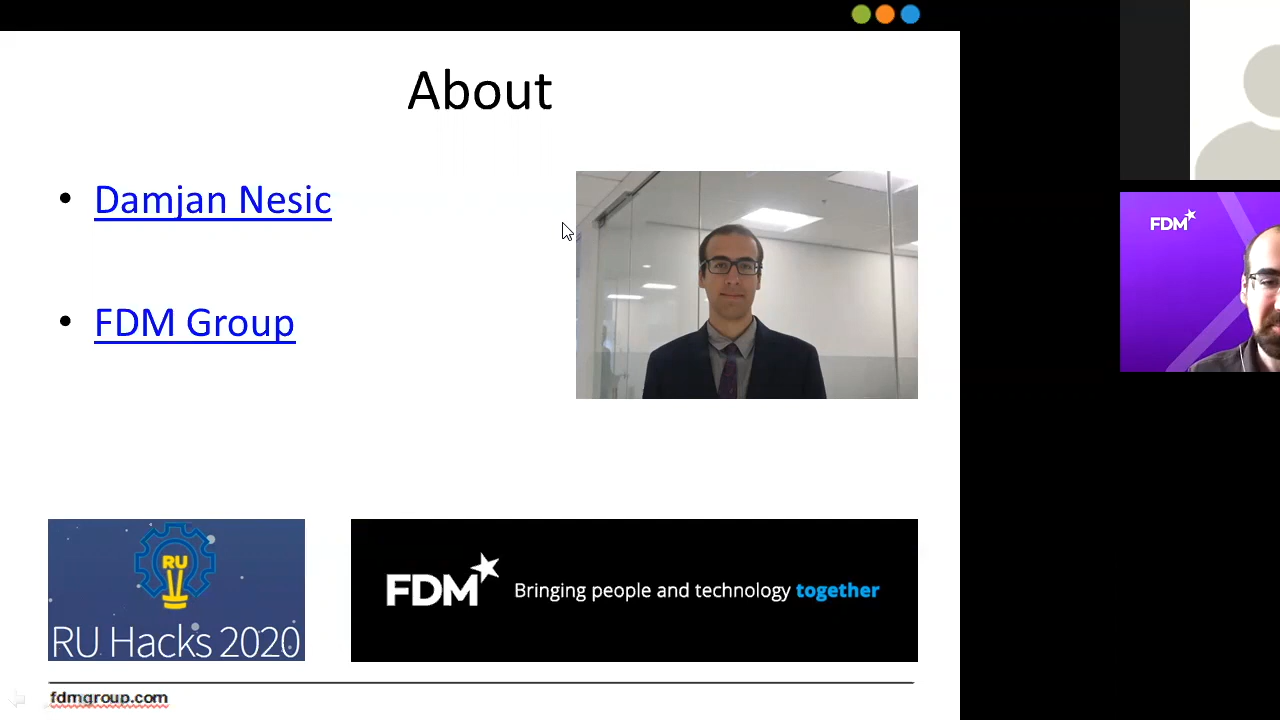 About
Damjan Nesic
FDM Group
FDM
RU
RU Hacks 2020
FDM Bringing people and technology together
fdmgroup.com